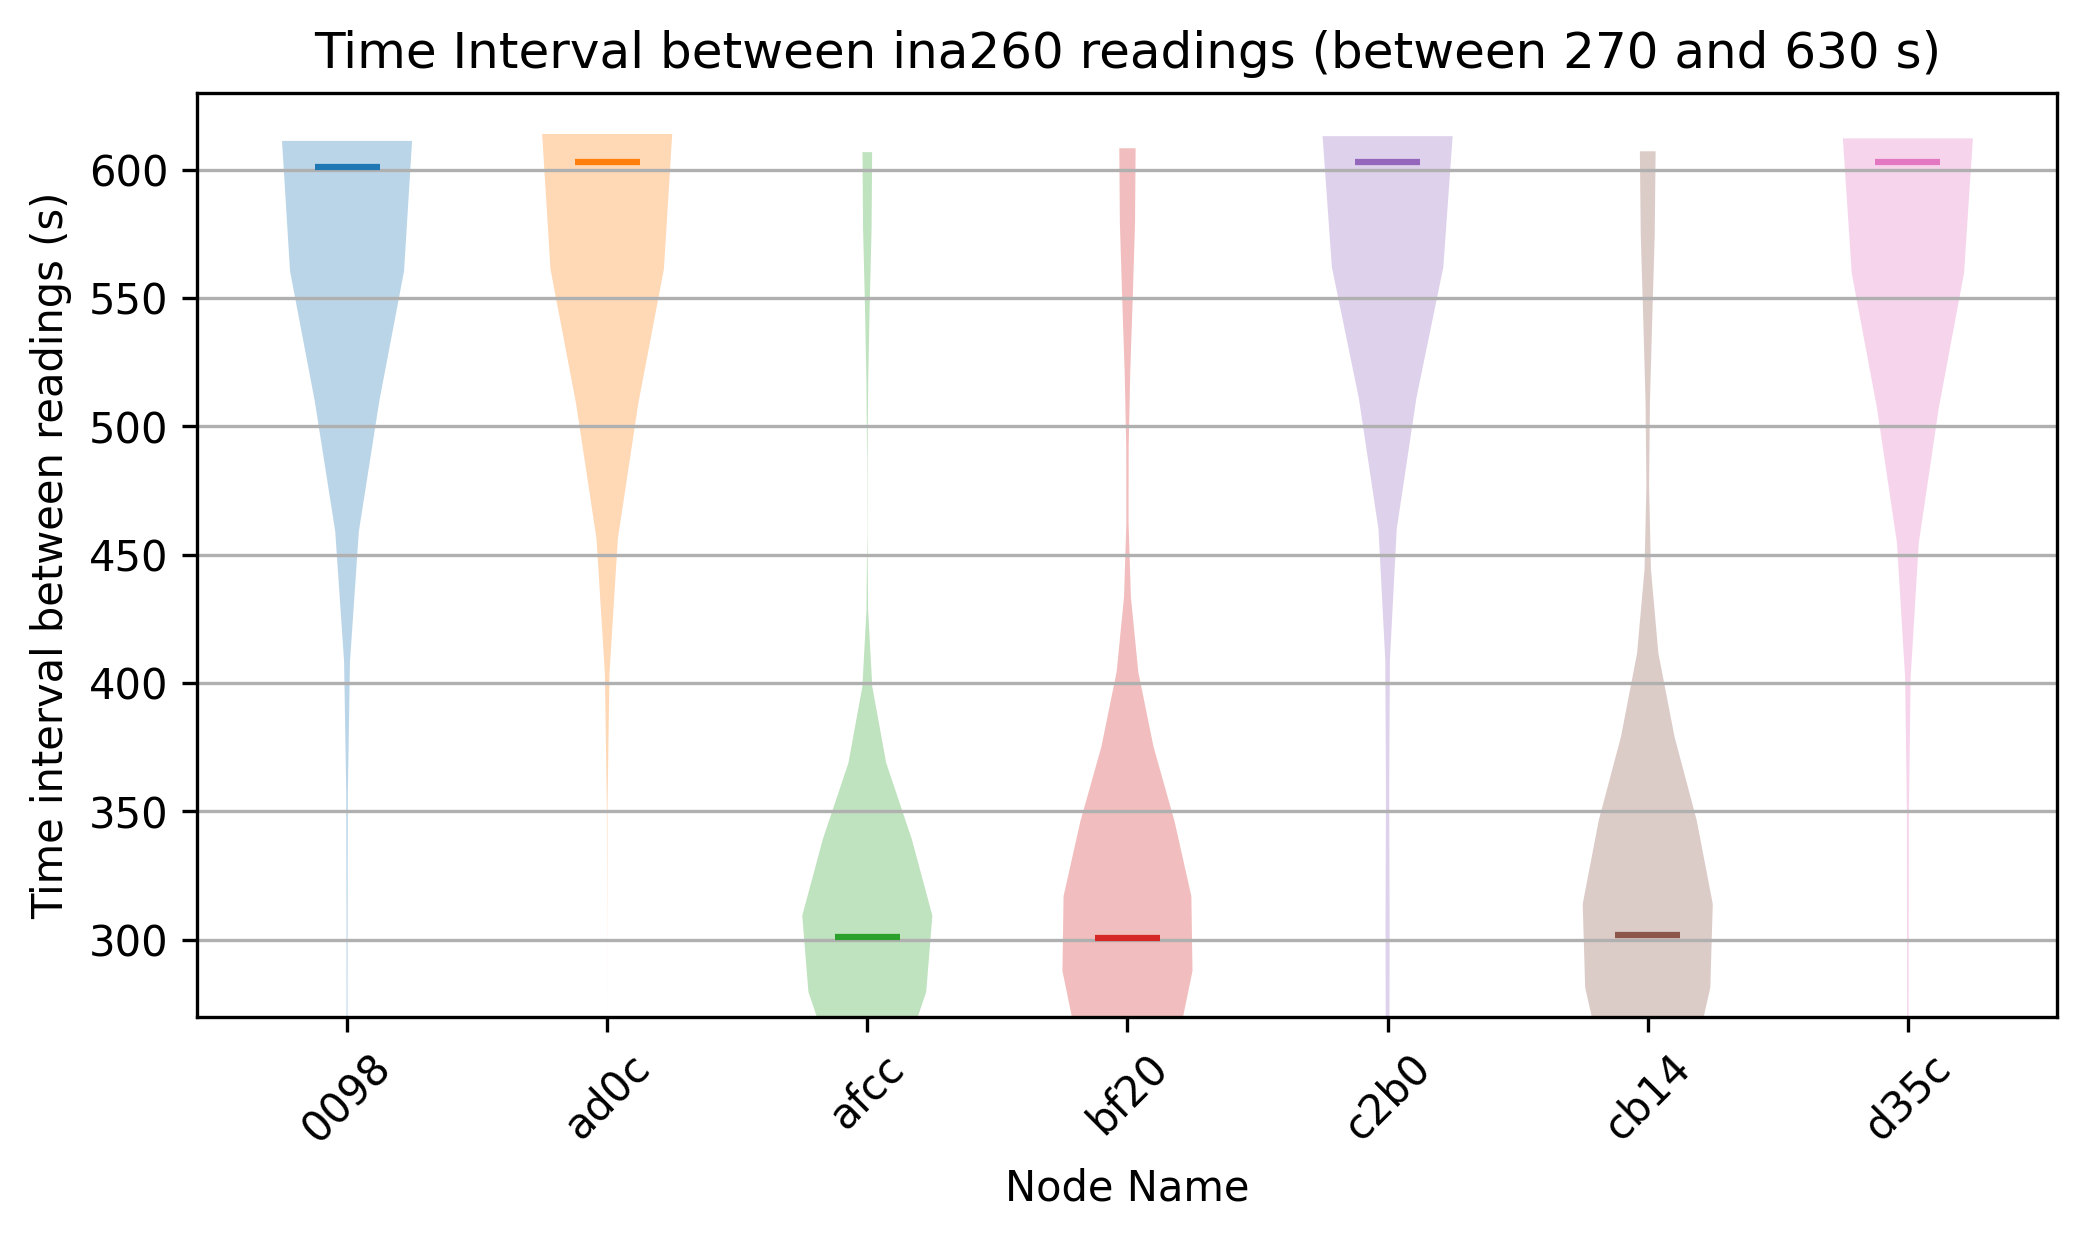 Time Interval between ina260 readings (between 270 and 630 s)
Time interval between readings (s)
600
550
500
450
400
350
300
0098
ad0c
afcc
bf20
c2b0
cb14
d35c
Node Name